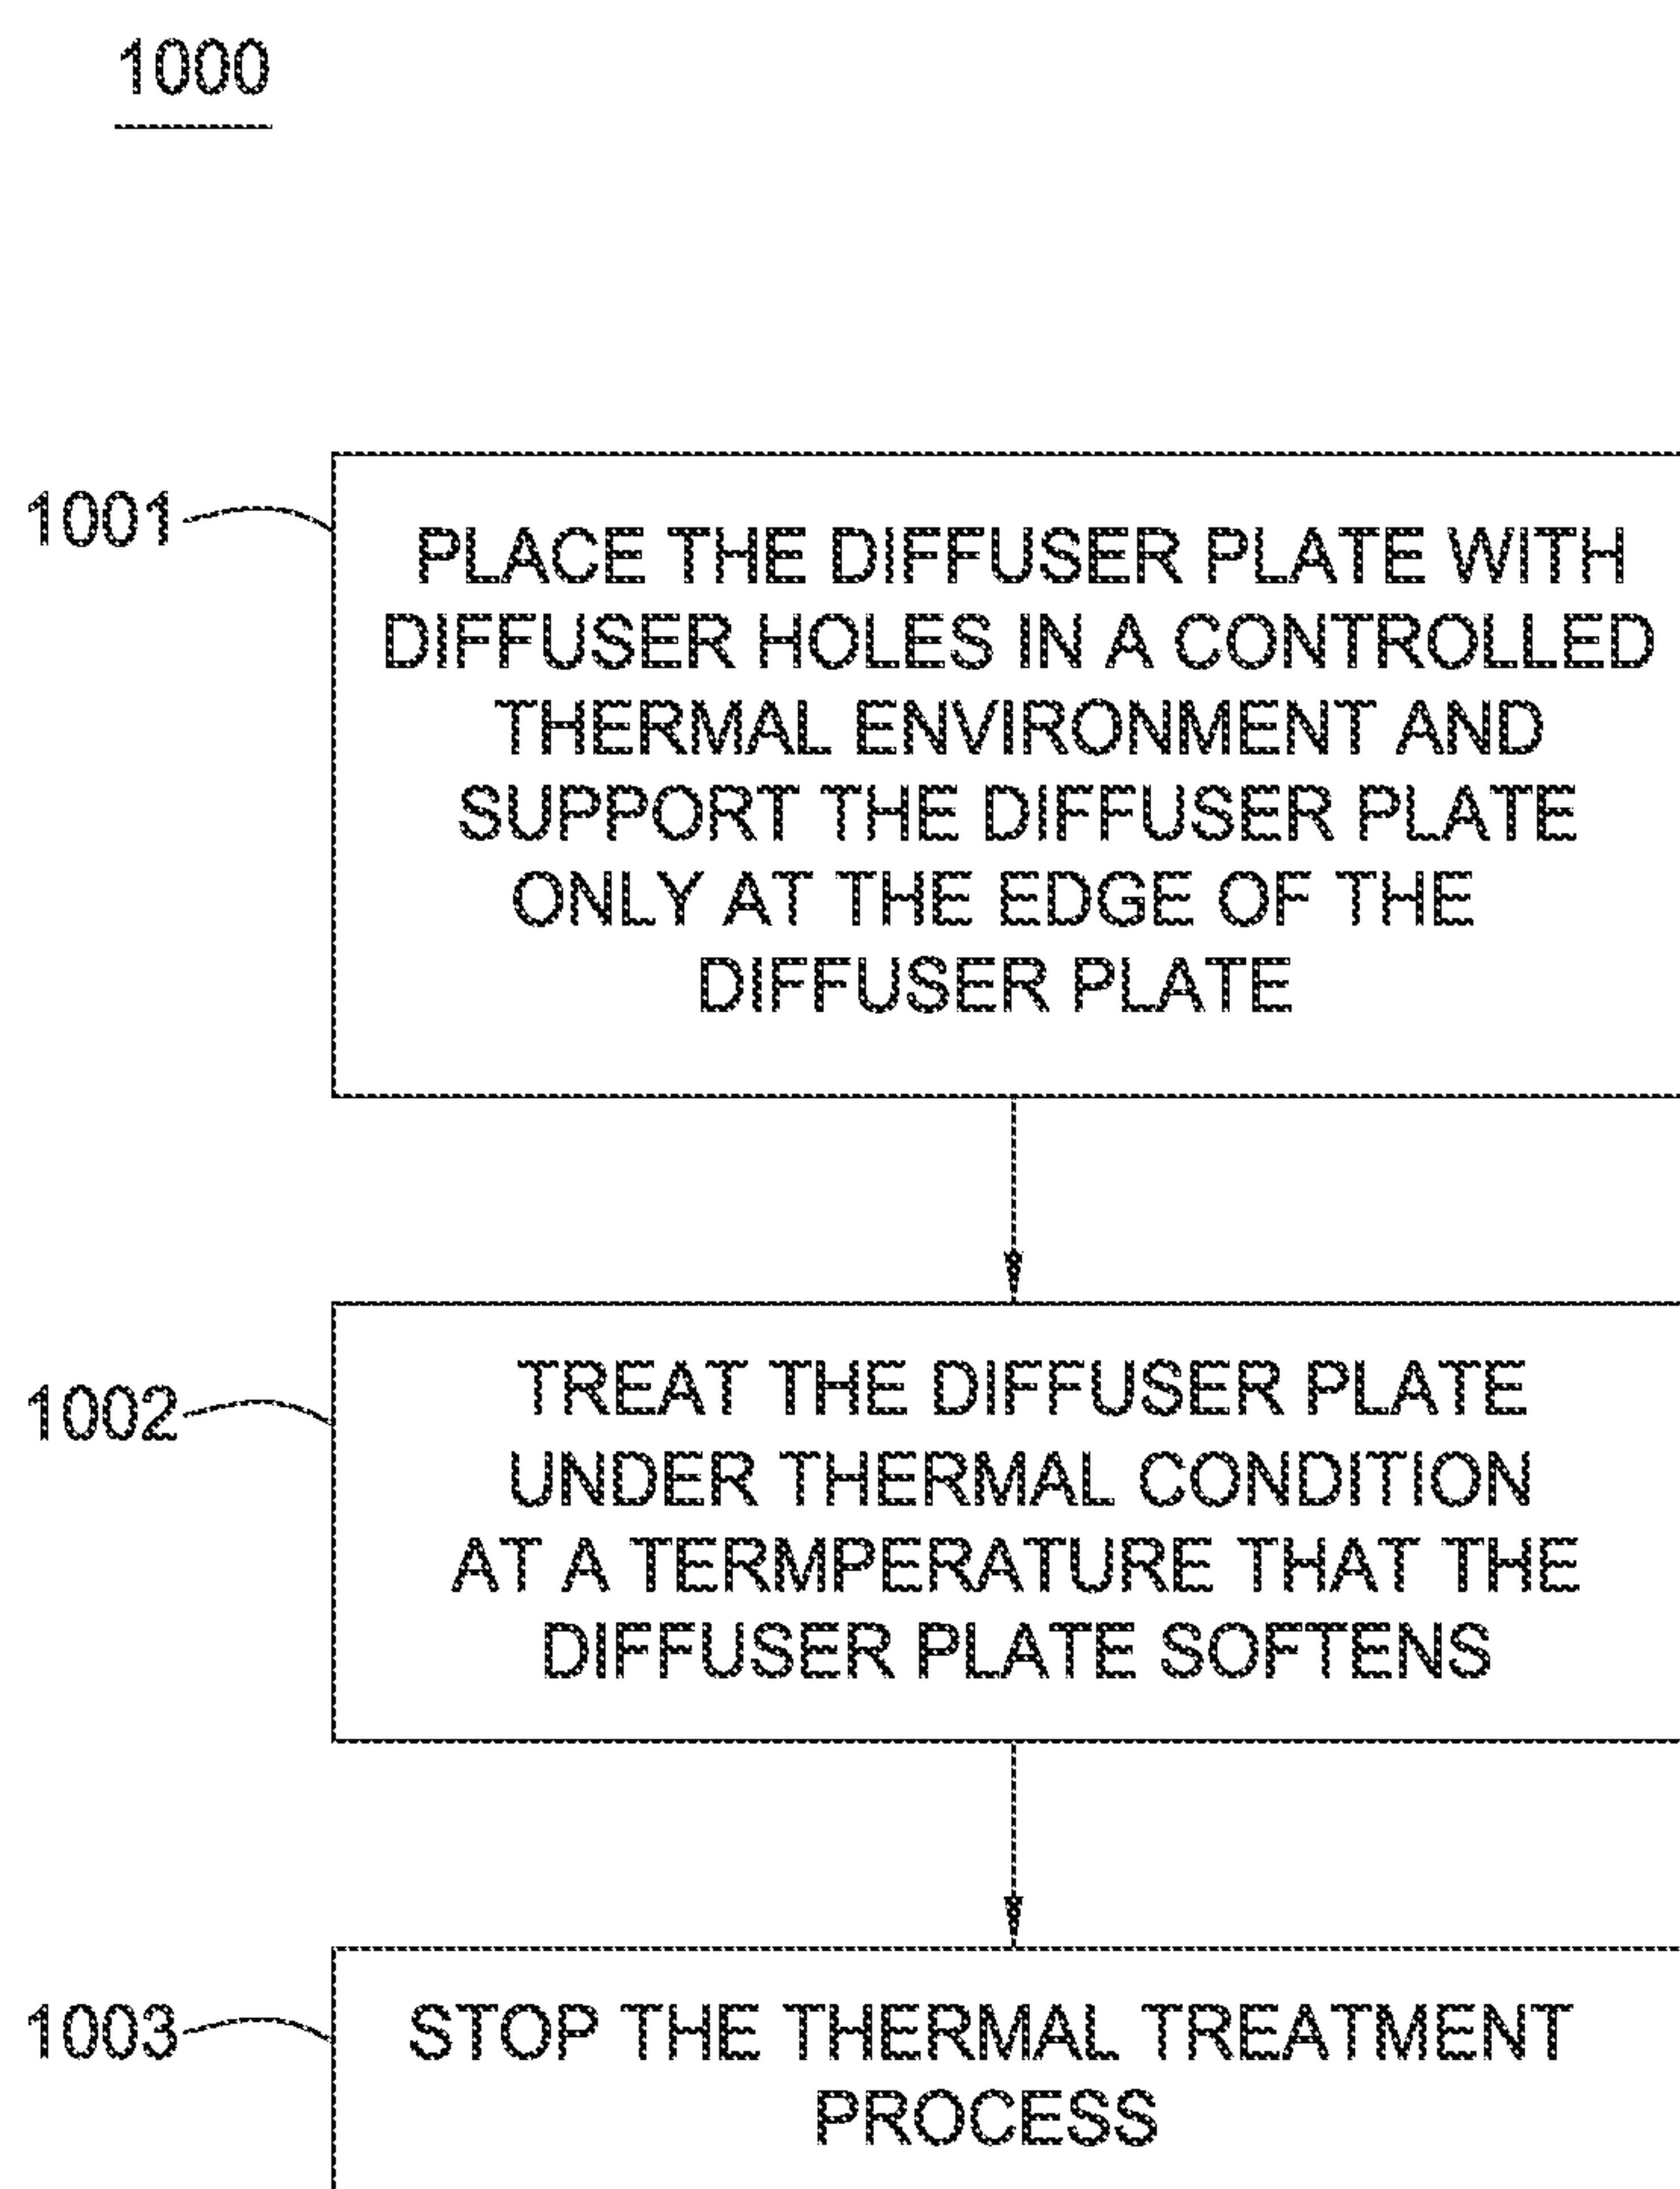 1000
1001
PLACE THE DIFFUSER PLATE WITH
DIFFUSER HOLES IN A CONTROLLED
THERMAL ENVIRONMENT AND
SUPPORT THE DIFFUSER PLATE
ONLY AT THE EDGE OF THE
DIFFUSER PLATE
1002
TREAT THE DIFFUSER PLATE
UNDER THERMAL CONDITION
AT A TERMPERATURE THAT THE
DIFFUSER PLATE SOFTENS
1003
STOP THE THERMAL TREATMENT
PROCESS